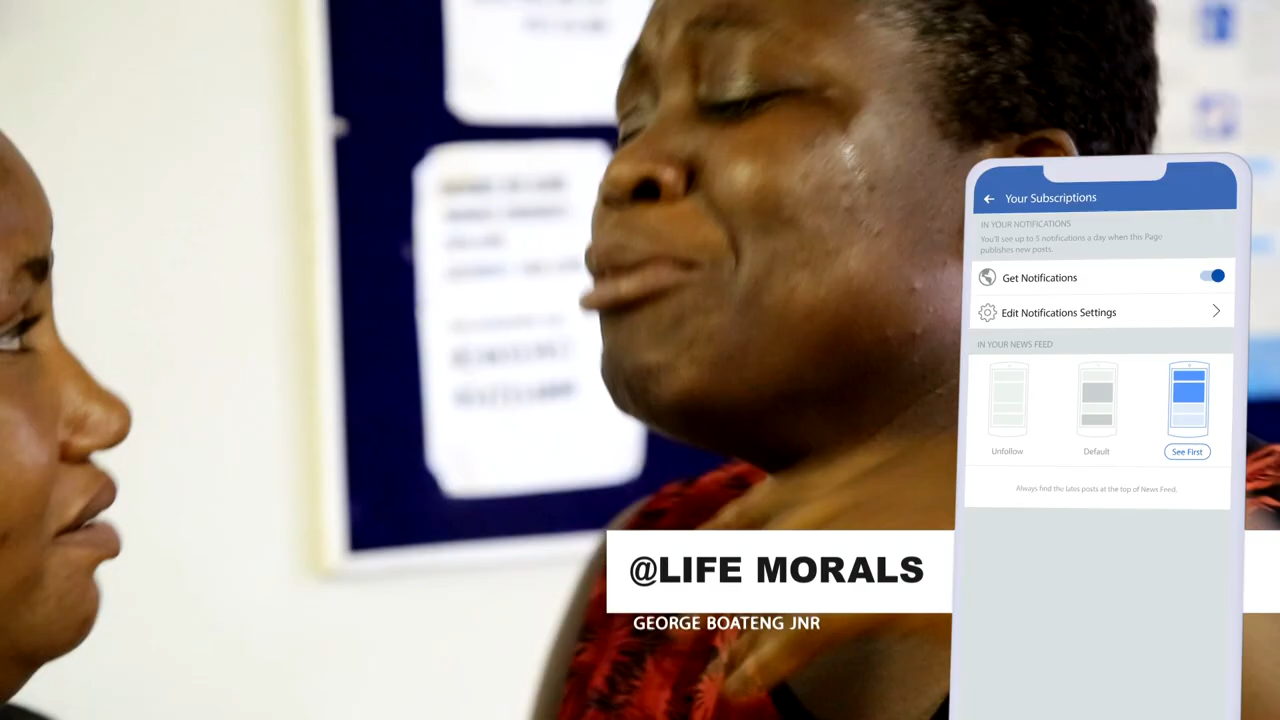 @LIFE MORALS
GEORGE BOATENG JNR
Your Subscriptions
IN YOUR NOTIFICATIONS
You'll see up to 5 notifications a day when this Page
publishes new posts.
Get Notifications
Edit Notifications Settings
IN YOUR NEWS FEED
Unfollow
Default
See First
Always find the lates posts at the top of News Feed.